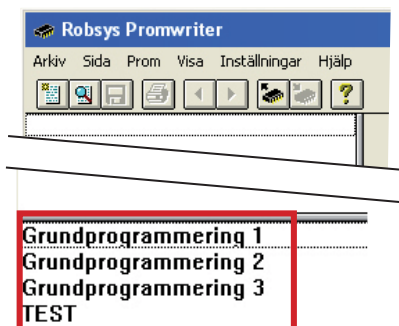 Robsys Promwriter
Arkiv Sida Prom Visa Inställningar Hjälp
Grundprogrammering 1
Grundprogrammering 2
Grundprogrammering 3
TEST